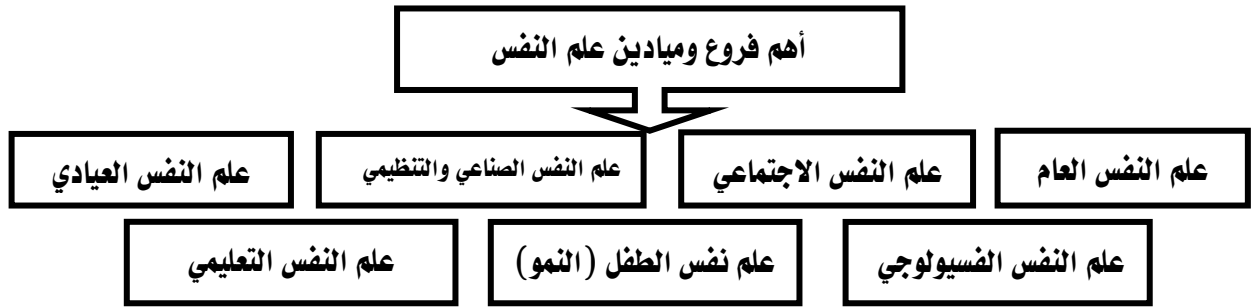 أهم فروع وميادين علم النفس
علم النفس العام
علم النفس الاجتماعي
علم النفس الصناعي والتنظيمي
علم النفس العيادي
علم النفس الفسيولوجي
علم نفس الطفل (النمو)
علم النفس التعليمي